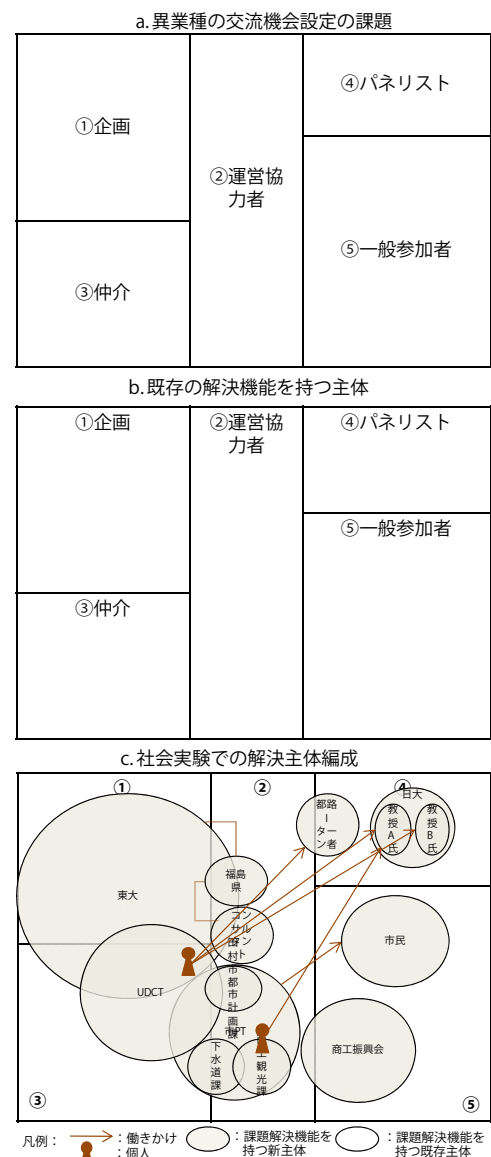 a.異業種の交流機会設定の課題
①企画
②運営協
力者
③仲介
④パネリスト
⑤一般参加者
b.既存の解決機能を持つ主体
①企画
②運営協
力者
③仲介
④パネリスト
⑤一般参加者
c.社会実験での解決主体編成
①
②
④
東大
福島
県
都路
Iター
ン者
日大
教授A氏
教授B氏
コン
サルタ
ント
UDCT
村市都市計画課
市PT
下水道課
観光課
市民
商工振興会
③
⑤
凡例：
：働きかけ
：個人
：課題解決機能を
持つ新主体
：課題解決機能を
持つ既存主体